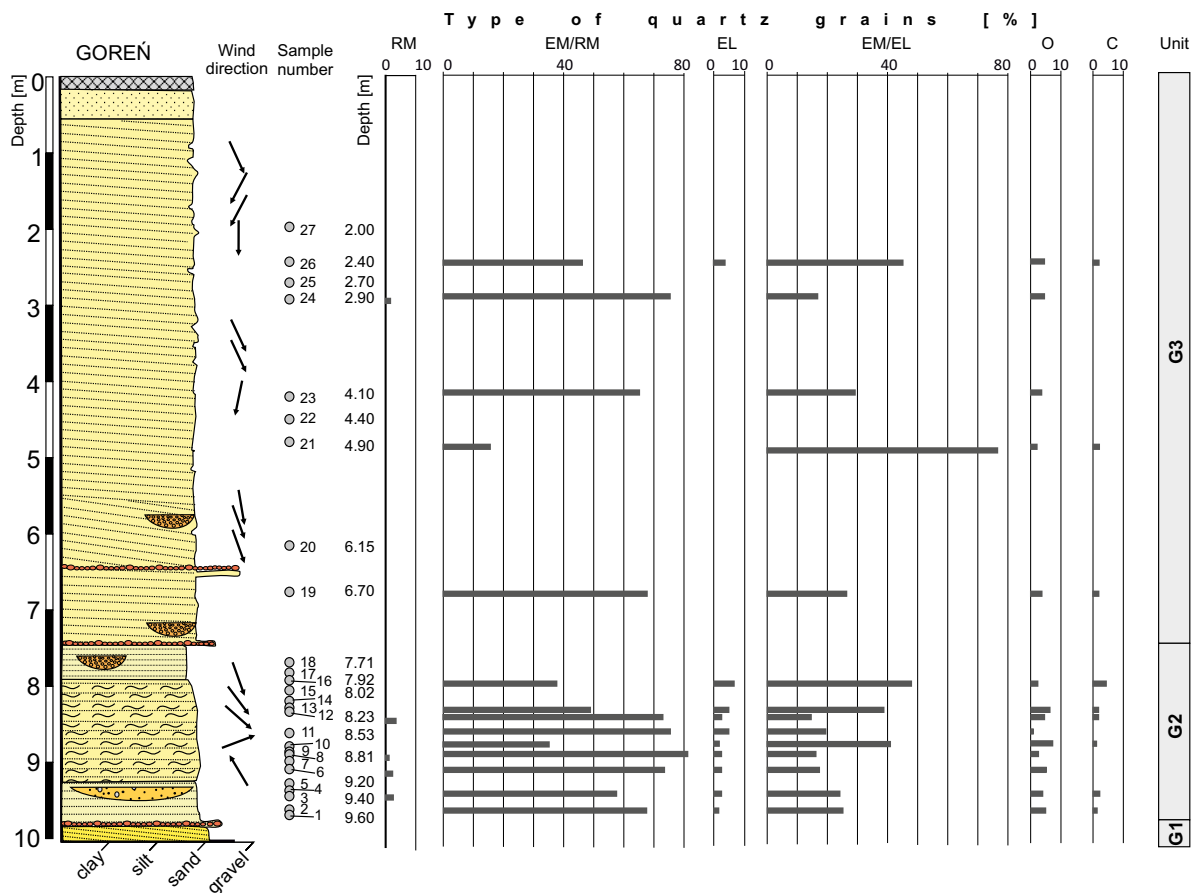 T y p e o f q u a r t z g r a i n s [ % ]
GOREŃ
Wind direction
Sample number
RM
EM/RM
EL
EM/EL
O
C
Unit
0 10
0 40 80
0 10
0 40 80
0 10
0 10
Depth [m]
Depth [m]
0
1
2
3
4
5
6
7
8
9
10
27 2.00
26 2.40
25 2.70
24 2.90
23 4.10
22 4.40
21 4.90
20 6.15
19 6.70
18 7.71
17
16 7.92
15 8.02
14
13
12 8.23
11 8.53
10
9
8 8.81
7
6
5 9.20
4
3 9.40
2
1 9.60
G3
G2
G1
clay
silt
sand
gravel